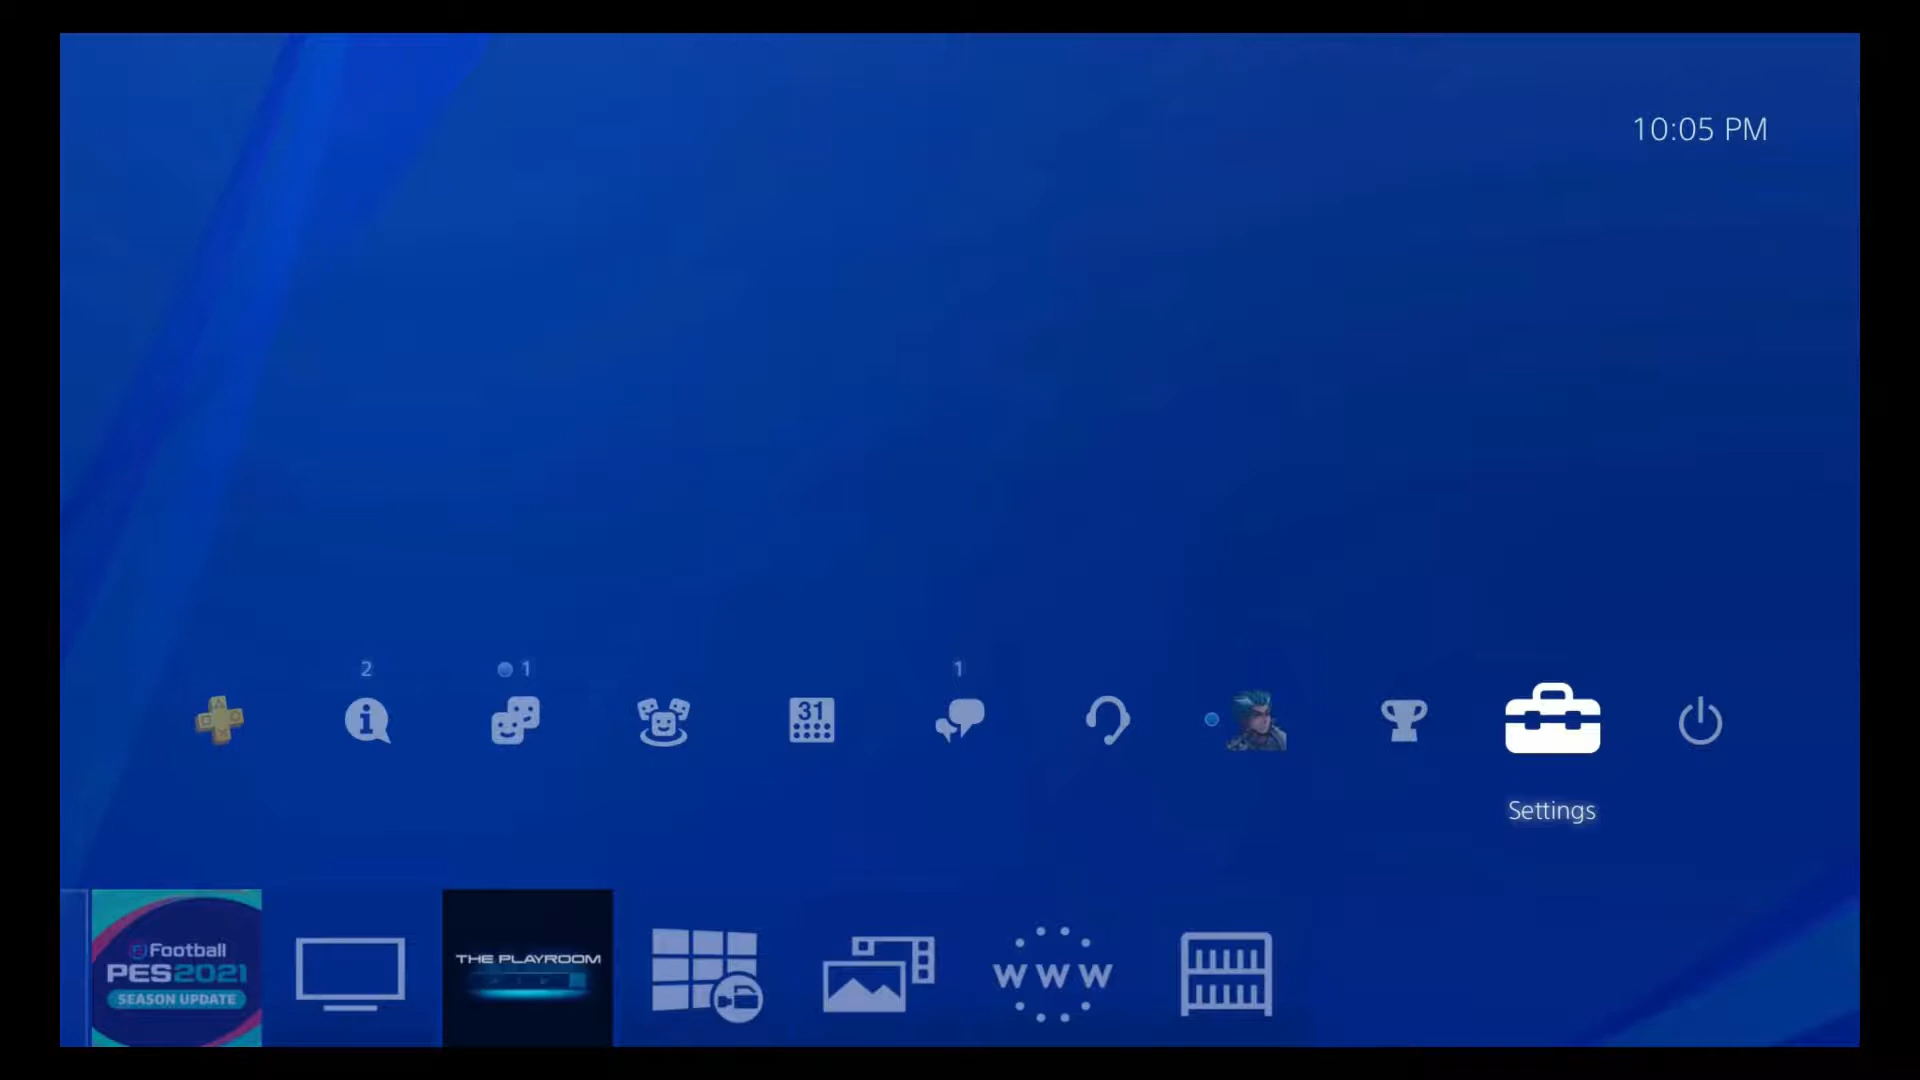 10:05 PM
2
1
1
31
Settings
eFootball
PES2021
SEASON UPDATE
THE PLAYROOM
www